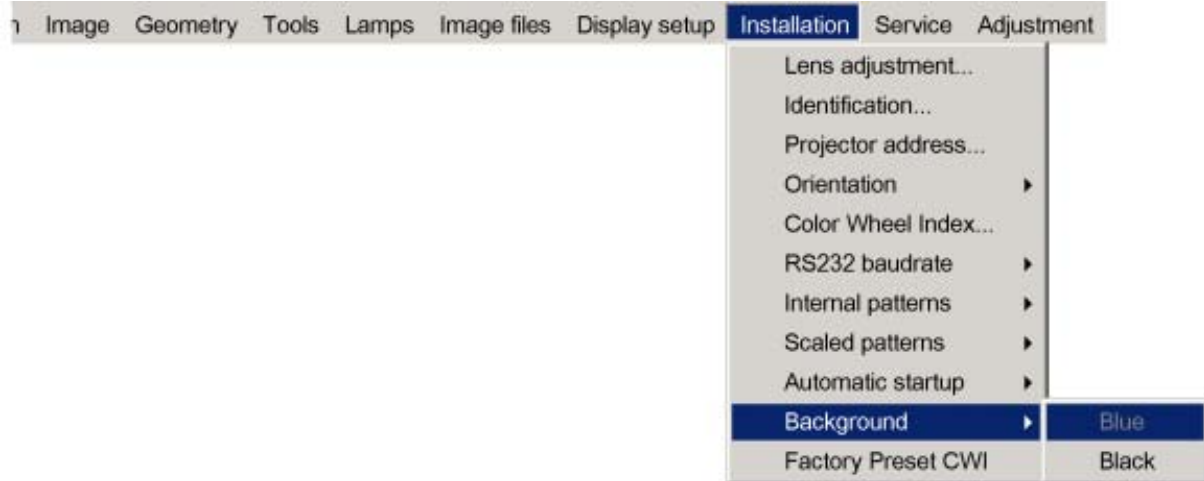 Image Geometry Tools Lamps Image files Display setup Installation Service Adjustment
Lens adjustment...
Identification...
Projector address...
Orientation
Color Wheel Index...
RS232 baudrate
Internal patterns
Scaled patterns
Automatic startup
Background Blue
Factory Preset CWI Black